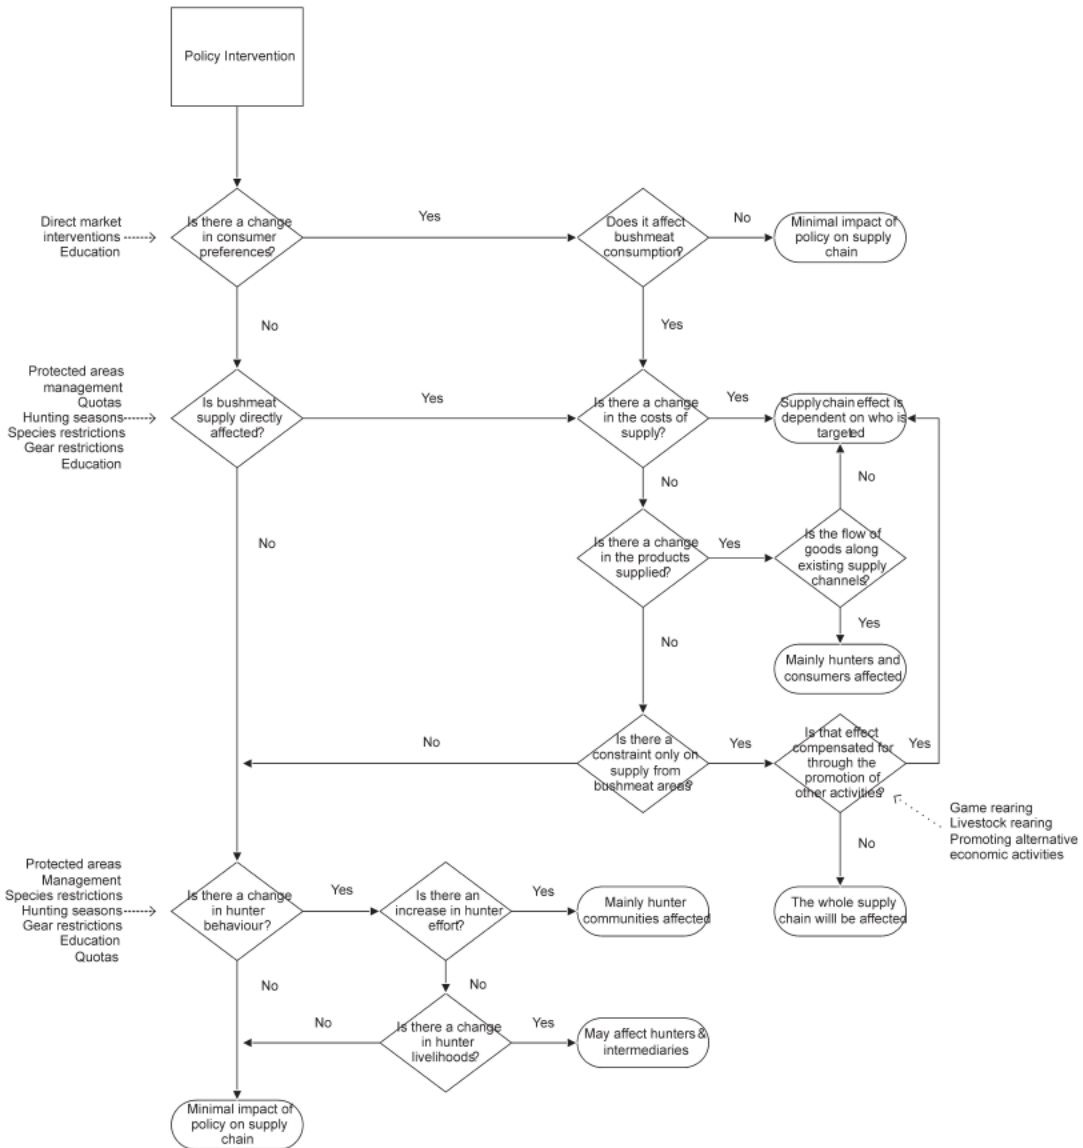 Policy Intervention
Direct market
interventions
Education
Is there a change
in consumer
preferences?
Yes
Does it affect
bushmeat
consumption?
No
Minimal impact of
policy on supply
chain
No
Yes
Protected areas
management
Quotas
Hunting seasons
Species restrictions
Gear restrictions
Education
Is bushmeat
supply directly
affected?
Yes
Is there a change
in the costs of
supply?
Yes
Supply chain effect is
dependent on who is
targeted
No
No
No
Is there a change
in the products
supplied?
Yes
Is the flow of
goods along
existing supply
channels?
No
Yes
Mainly hunters and
consumers affected
No
Is there a
constraint only on
supply from
bushmeat areas?
Yes
Is that effect
compensated for
through the
promotion of
other activities?
Yes
Game rearing
Livestock rearing
Promoting alternative
economic activities
No
The whole supply
chain willl be affected
Protected areas
Management
Species restrictions
Hunting seasons
Gear restrictions
Education
Quotas
Is there a change
in hunter
behaviour?
Yes
Is there an
increase in hunter
effort?
Yes
Mainly hunter
communities affected
No
No
No
Is there a change
in hunter
livelihoods?
Yes
May affect hunters &
intermediaries
Minimal impact of
policy on supply
chain